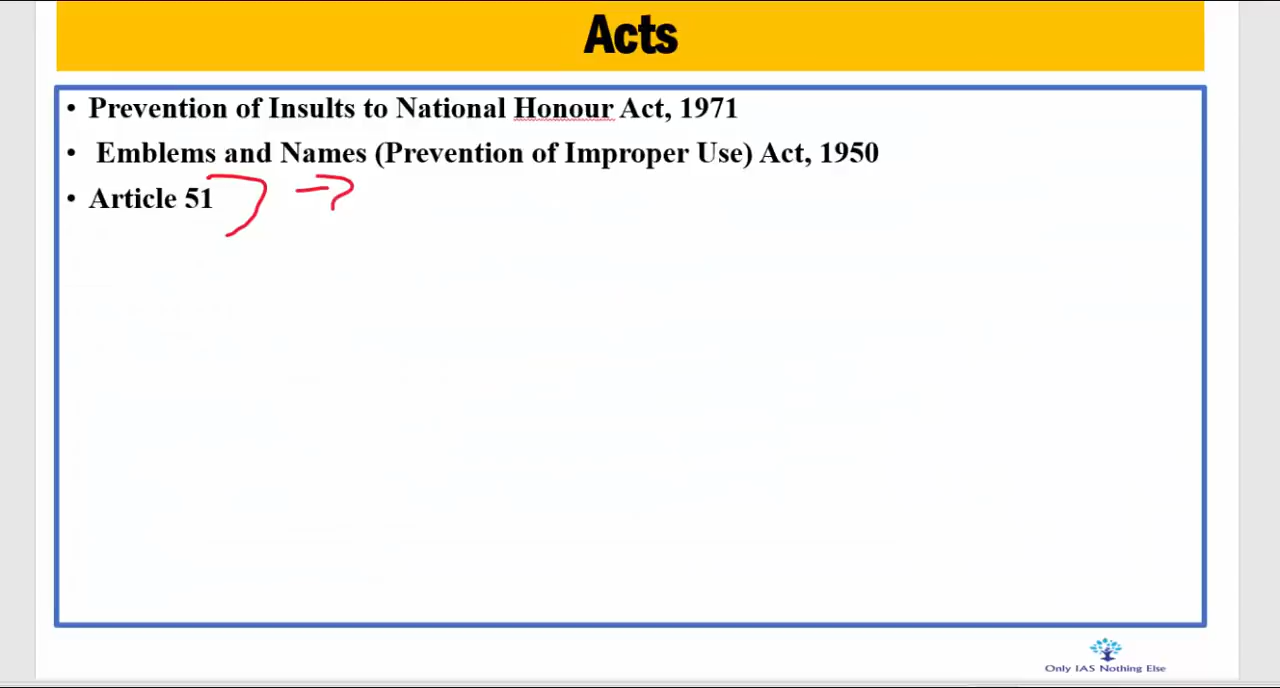 Acts
• Prevention of Insults to National Honour Act, 1971
• Emblems and Names (Prevention of Improper Use) Act, 1950
• Article 51
Only IAS Nothing Else